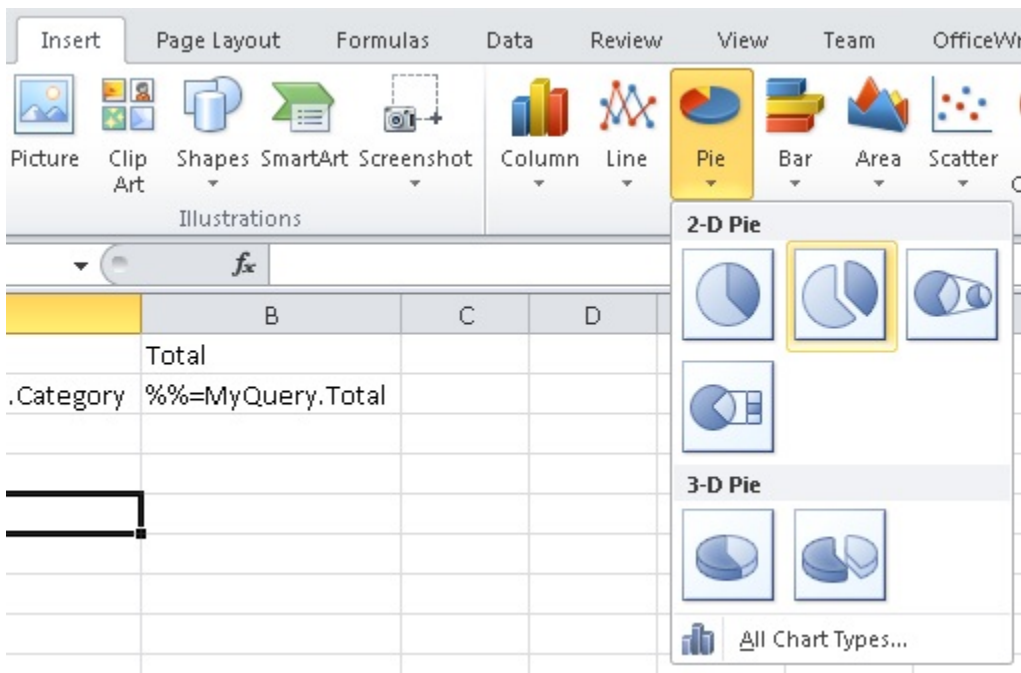 Insert Page Layout Formulas Data Review View Team OfficeWr
Picture Clip Art Shapes SmartArt Screenshot Column Line Pie Bar Area Scatter
Illustrations
2-D Pie
fx
B C D
Total
.Category %%=MyQuery.Total
3-D Pie
All Chart Types...